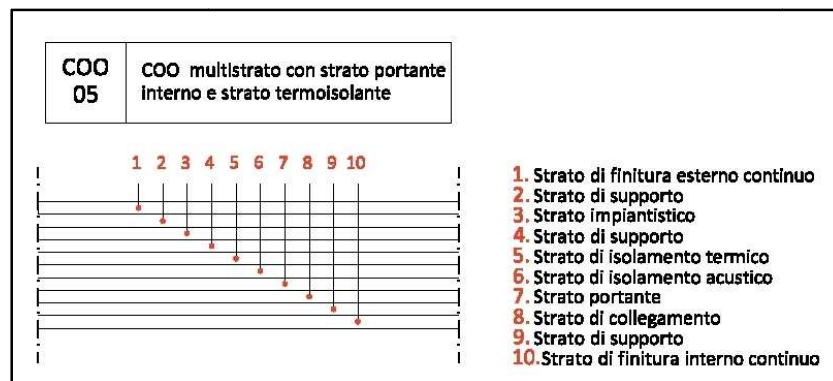 COO
05
COO multistrato con strato portante
interno e strato termoisolante
1 2 3 4 5 6 7 8 9 10
1. Strato di finitura esterno continuo
2. Strato di supporto
3. Strato impiantistico
4. Strato di supporto
5. Strato di isolamento termico
6. Strato di isolamento acustico
7. Strato portante
8. Strato di collegamento
9. Strato di supporto
10.Strato di finitura interno continuo